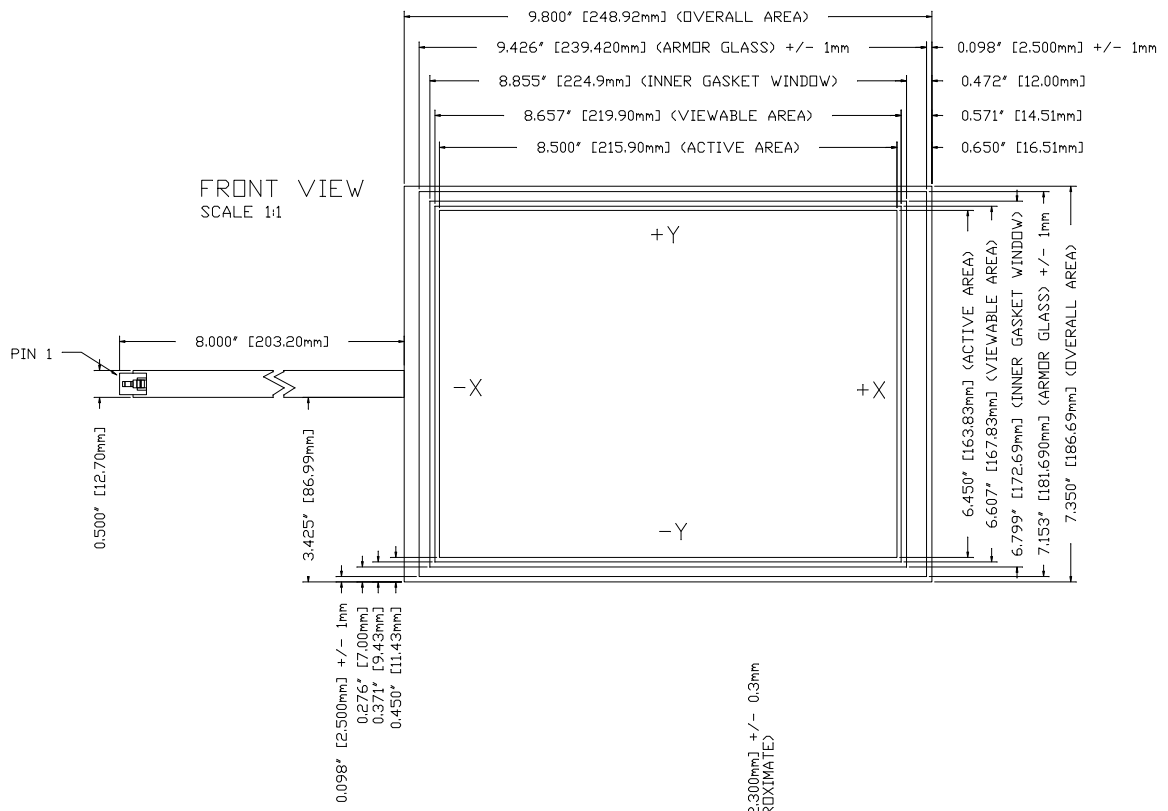 9.800" [248.92mm] (OVERALL AREA)
9.426" [239.420mm] (ARMOR GLASS) +/- 1mm
0.098" [2.500mm] +/- 1mm
8.855" [224.9mm] (INNER GASKET WINDOW)
0.472" [12.00mm]
8.657" [219.90mm] (VIEWABLE AREA)
0.571" [14.51mm]
8.500" [215.90mm] (ACTIVE AREA)
0.650" [16.51mm]
FRONT VIEW
SCALE 1:1
+Y
-X
+X
-Y
PIN 1
8.000" [203.20mm]
0.500" [12.70mm]
3.425" [86.99mm]
6.450" [163.83mm] (ACTIVE AREA)
6.607" [167.83mm] (VIEWABLE AREA)
6.799" [172.69mm] (INNER GASKET WINDOW)
7.153" [181.690mm] (ARMOR GLASS) +/- 1mm
7.350" [186.69mm] (OVERALL AREA)
0.098" [2.500mm] +/- 1mm
0.276" [7.00mm]
0.371" [9.43mm]
0.450" [11.43mm]
2.300mm] +/- 0.3mm
ROXIMATE)